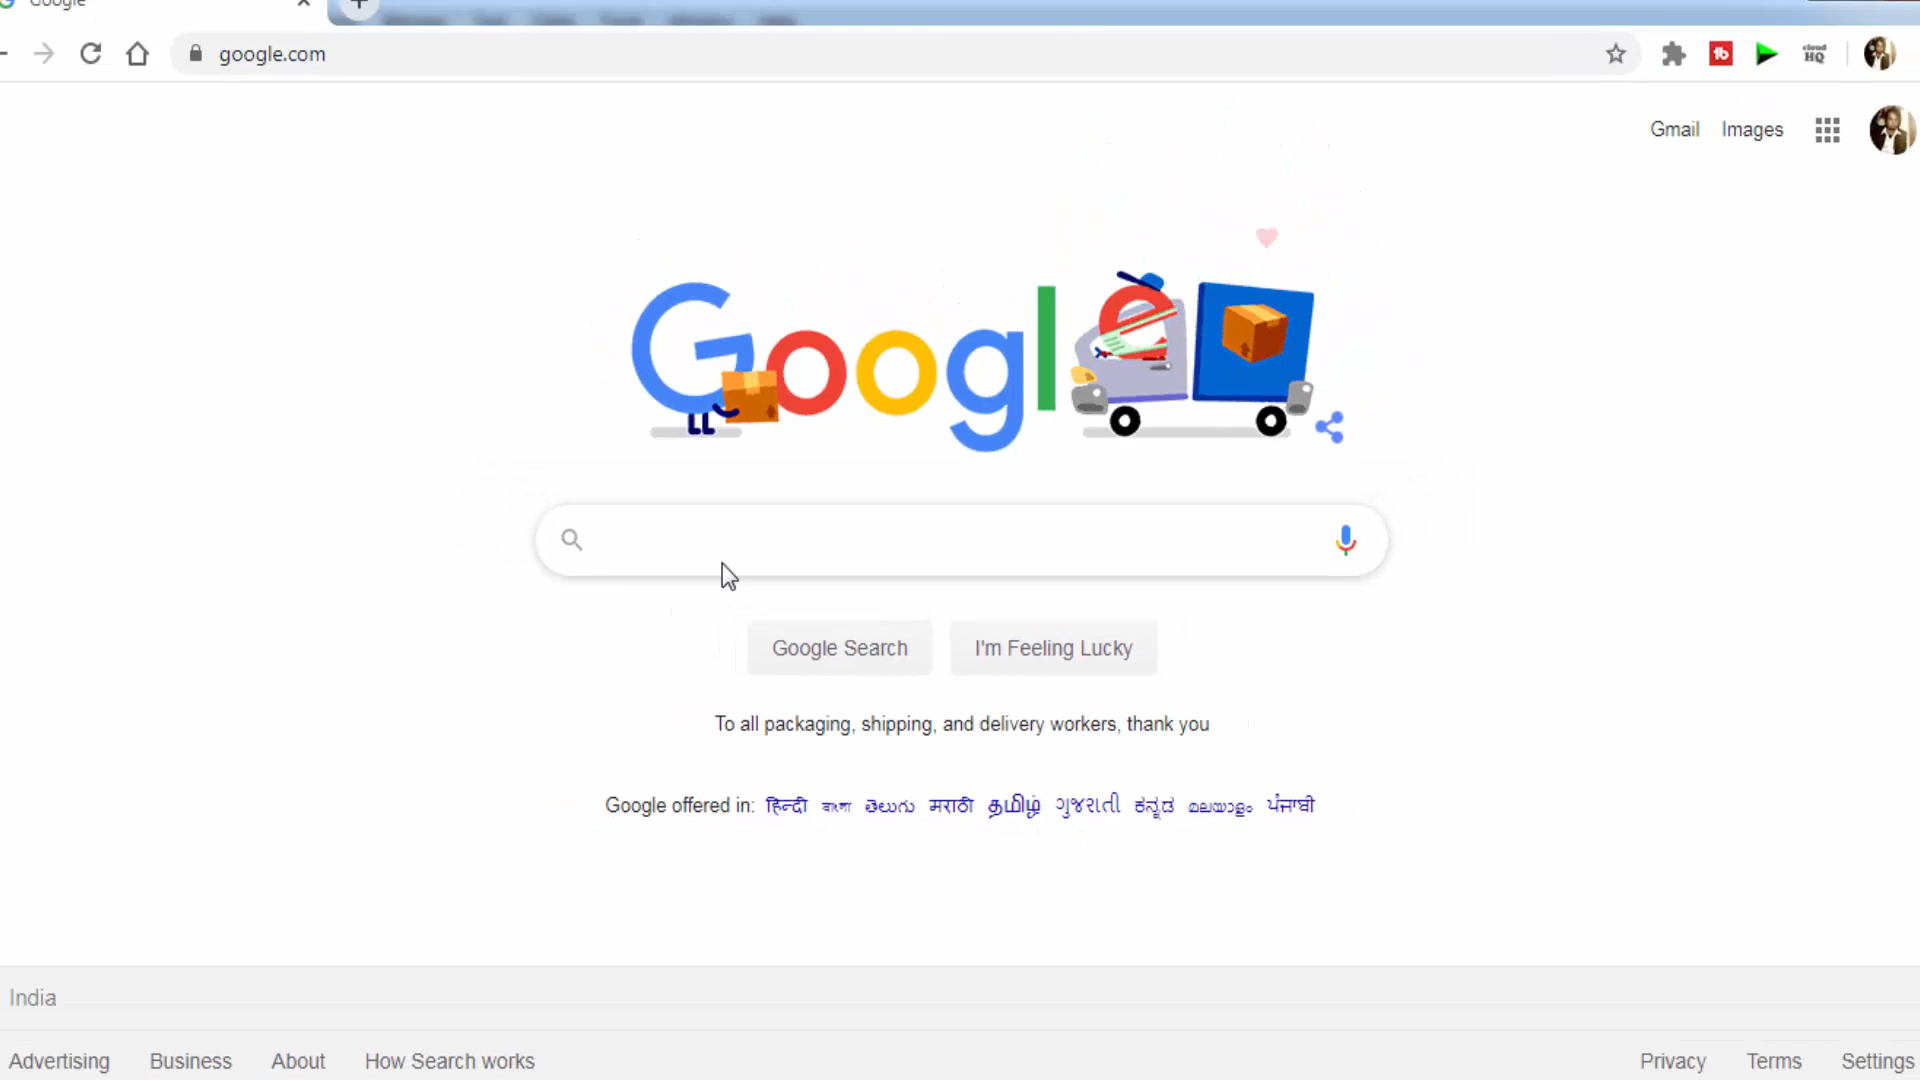 Google
google.com
cloud
HQ
Gmail Images
Google
Google Search I'm Feeling Lucky
To all packaging, shipping, and delivery workers, thank you
Google offered in: हिन्दी বাংলা తెలుగు मराठी தமிழ் ગુજરાતી ಕನ್ನಡ മലയാളം ਪੰਜਾਬੀ
India
Advertising Business About How Search works Privacy Terms Settings